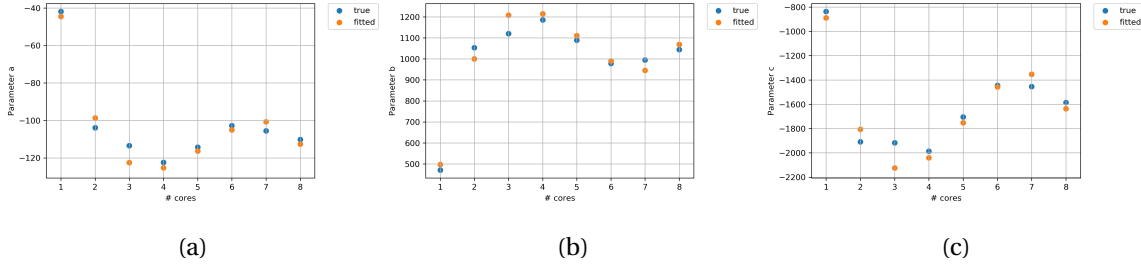 true
fitted
Parameter a
−40
−60
−80
−100
−120
1 2 3 4 5 6 7 8
# cores
(a)
true
fitted
Parameter b
1200
1100
1000
900
800
700
600
500
1 2 3 4 5 6 7 8
# cores
(b)
true
fitted
Parameter c
−800
−1000
−1200
−1400
−1600
−1800
−2000
−2200
1 2 3 4 5 6 7 8
# cores
(c)